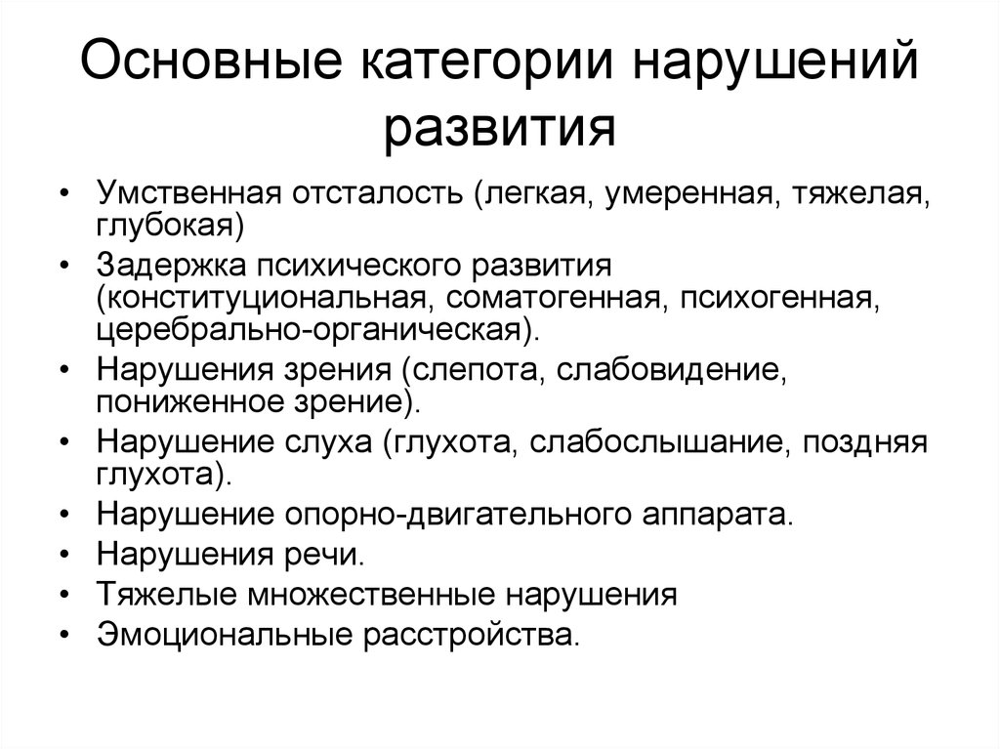 Основные категории нарушений
развития
• Умственная отсталость (легкая, умеренная, тяжелая,
глубокая)
• Задержка психического развития
(конституциональная, соматогенная, психогенная,
церебрально-органическая).
• Нарушения зрения (слепота, слабовидение,
пониженное зрение).
• Нарушение слуха (глухота, слабослышание, поздняя
глухота).
• Нарушение опорно-двигательного аппарата.
• Нарушения речи.
• Тяжелые множественные нарушения
• Эмоциональные расстройства.